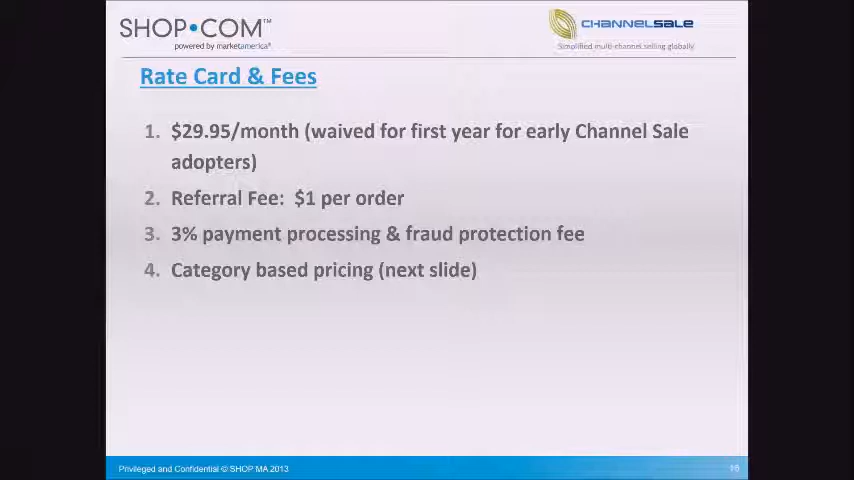 SHOP•COM™
powered by marketamerica®
CHANNELSALE
Simplified multi-channel selling globally
Rate Card & Fees
1. $29.95/month (waived for first year for early Channel Sale
adopters)
2. Referral Fee: $1 per order
3. 3% payment processing & fraud protection fee
4. Category based pricing (next slide)
Privileged and Confidential © SHOP.MA 2013
16